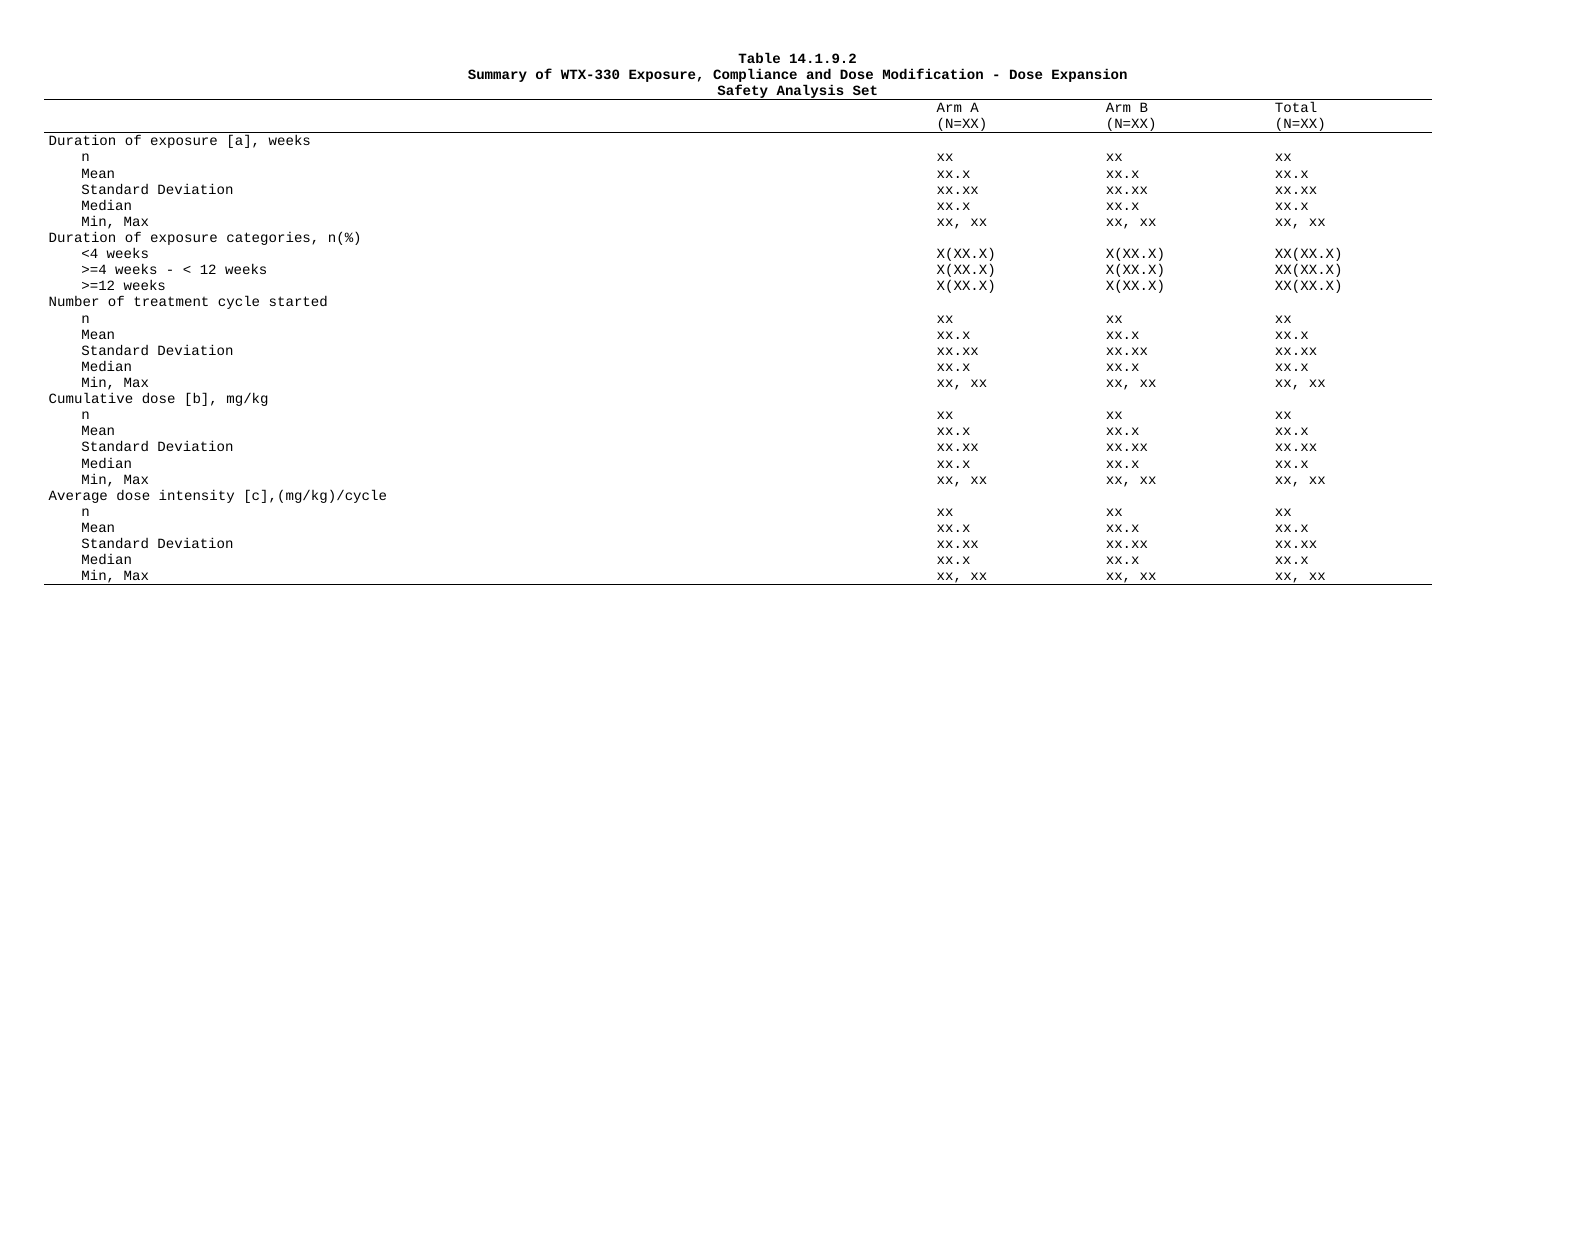 Table 14.1.9.2
Summary of WTX-330 Exposure, Compliance and Dose Modification - Dose Expansion
Safety Analysis Set
Arm A Arm B Total
(N=XX) (N=XX) (N=XX)
Duration of exposure [a], weeks
n xx xx xx
Mean xx.x xx.x xx.x
Standard Deviation xx.xx xx.xx xx.xx
Median xx.x xx.x xx.x
Min, Max xx, xx xx, xx xx, xx
Duration of exposure categories, n(%)
<4 weeks X(XX.X) X(XX.X) XX(XX.X)
>=4 weeks - < 12 weeks X(XX.X) X(XX.X) XX(XX.X)
>=12 weeks X(XX.X) X(XX.X) XX(XX.X)
Number of treatment cycle started
n xx xx xx
Mean xx.x xx.x xx.x
Standard Deviation xx.xx xx.xx xx.xx
Median xx.x xx.x xx.x
Min, Max xx, xx xx, xx xx, xx
Cumulative dose [b], mg/kg
n xx xx xx
Mean xx.x xx.x xx.x
Standard Deviation xx.xx xx.xx xx.xx
Median xx.x xx.x xx.x
Min, Max xx, xx xx, xx xx, xx
Average dose intensity [c],(mg/kg)/cycle
n xx xx xx
Mean xx.x xx.x xx.x
Standard Deviation xx.xx xx.xx xx.xx
Median xx.x xx.x xx.x
Min, Max xx, xx xx, xx xx, xx